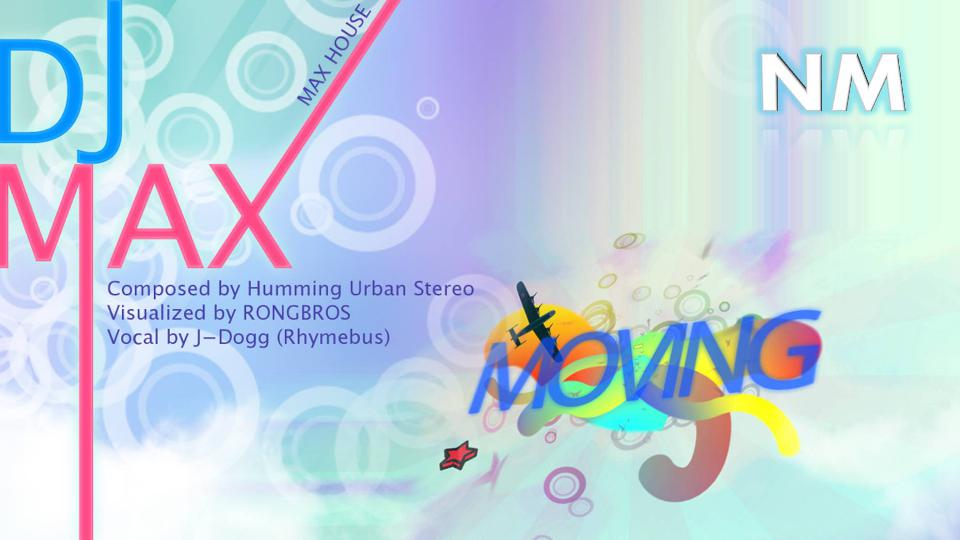 DJ
MAX
MAX HOUSE
NM
Composed by Humming Urban Stereo
Visualized by RONGBROS
Vocal by J-Dogg (Rhymebus)
MOVING